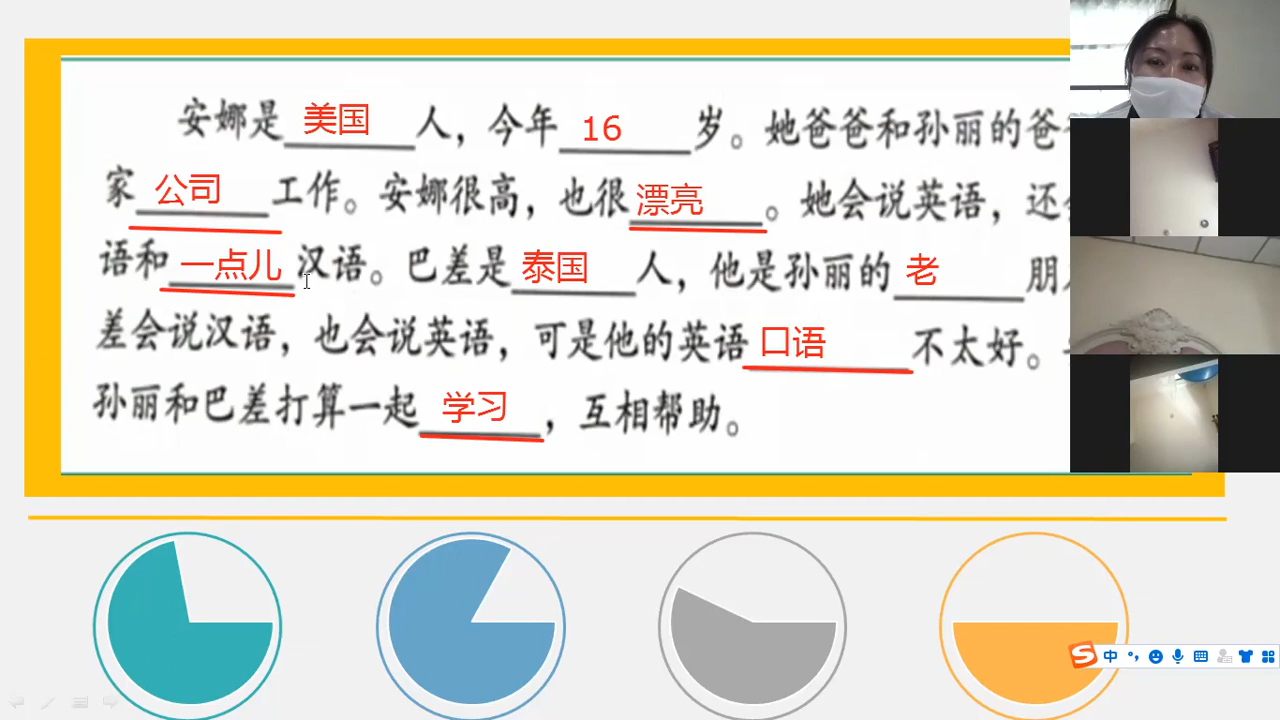 安娜是美国人，今年16岁。她爸爸和孙丽的爸
家公司工作。安娜很高，也很漂亮。她会说英语，还
语和一点儿汉语。巴差是泰国人，他是孙丽的老朋
差会说汉语，也会说英语，可是他的英语口语不太好。
孙丽和巴差打算一起学习，互相帮助。
中